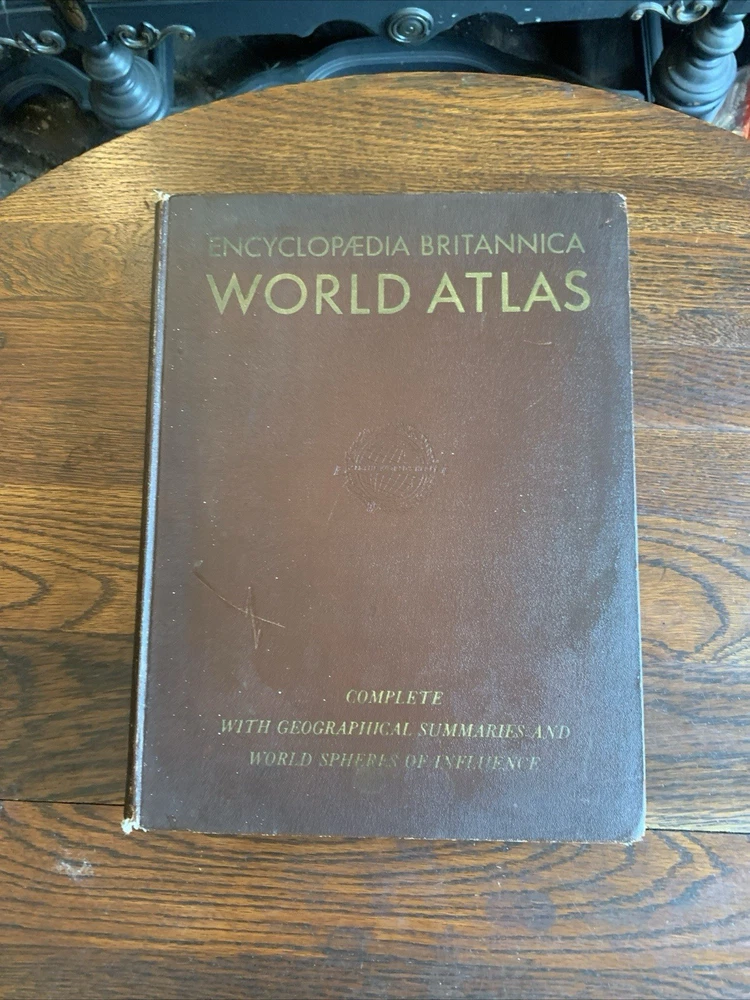 ENCYCLOPÆDIA BRITANNICA
WORLD ATLAS
COMPLETE
WITH GEOGRAPHICAL SUMMARIES AND
WORLD SPHERES OF INFLUENCE